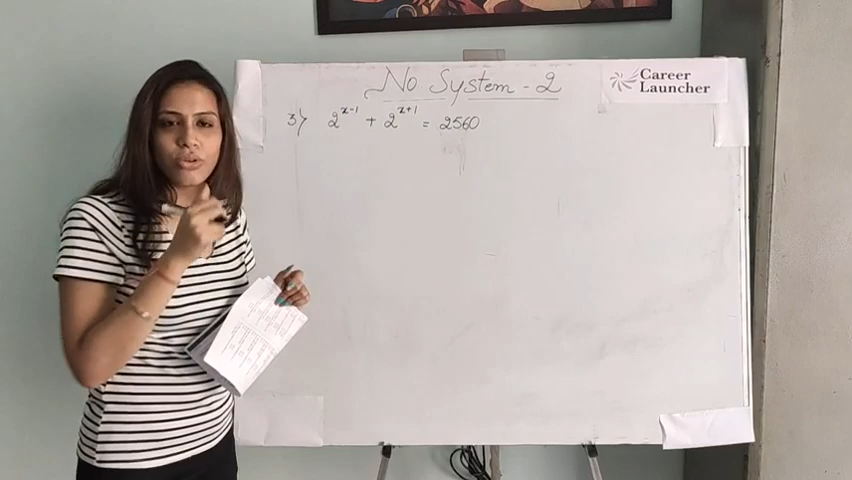 No System - 2
Career
Launcher
3) 2^{x-1} + 2^{x+1} = 2560